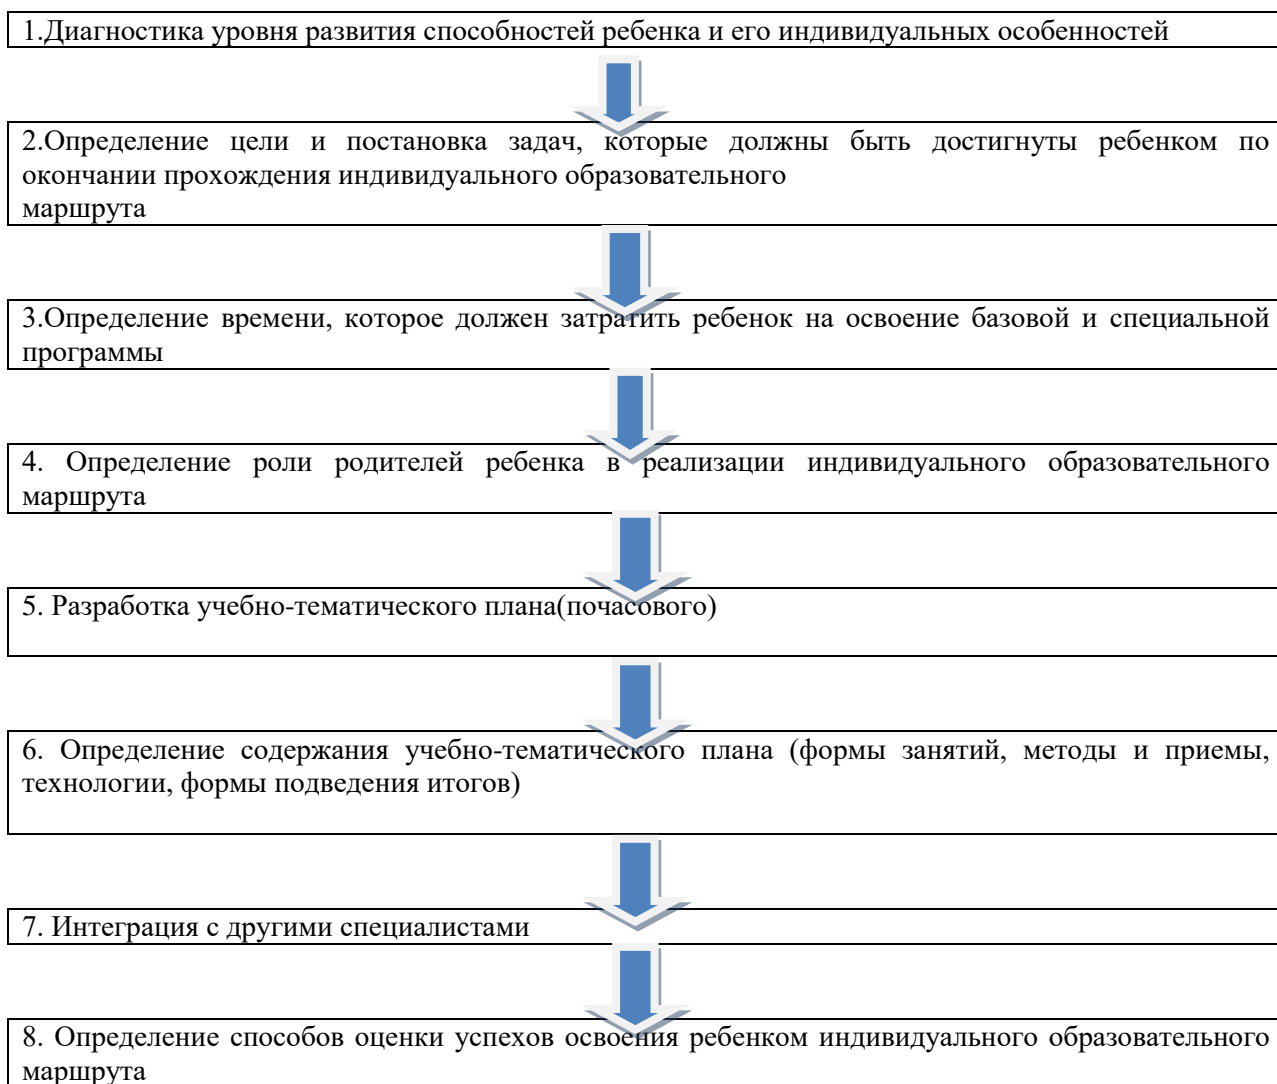 1.Диагностика уровня развития способностей ребенка и его индивидуальных особенностей
2.Определение цели и постановка задач, которые должны быть достигнуты ребенком по
окончании прохождения индивидуального образовательного
маршрута
3.Определение времени, которое должен затратить ребенок на освоение базовой и специальной
программы
4. Определение роли родителей ребенка в реализации индивидуального образовательного
маршрута
5. Разработка учебно-тематического плана(почасового)
6. Определение содержания учебно-тематического плана (формы занятий, методы и приемы,
технологии, формы подведения итогов)
7. Интеграция с другими специалистами
8. Определение способов оценки успехов освоения ребенком индивидуального образовательного
маршрута